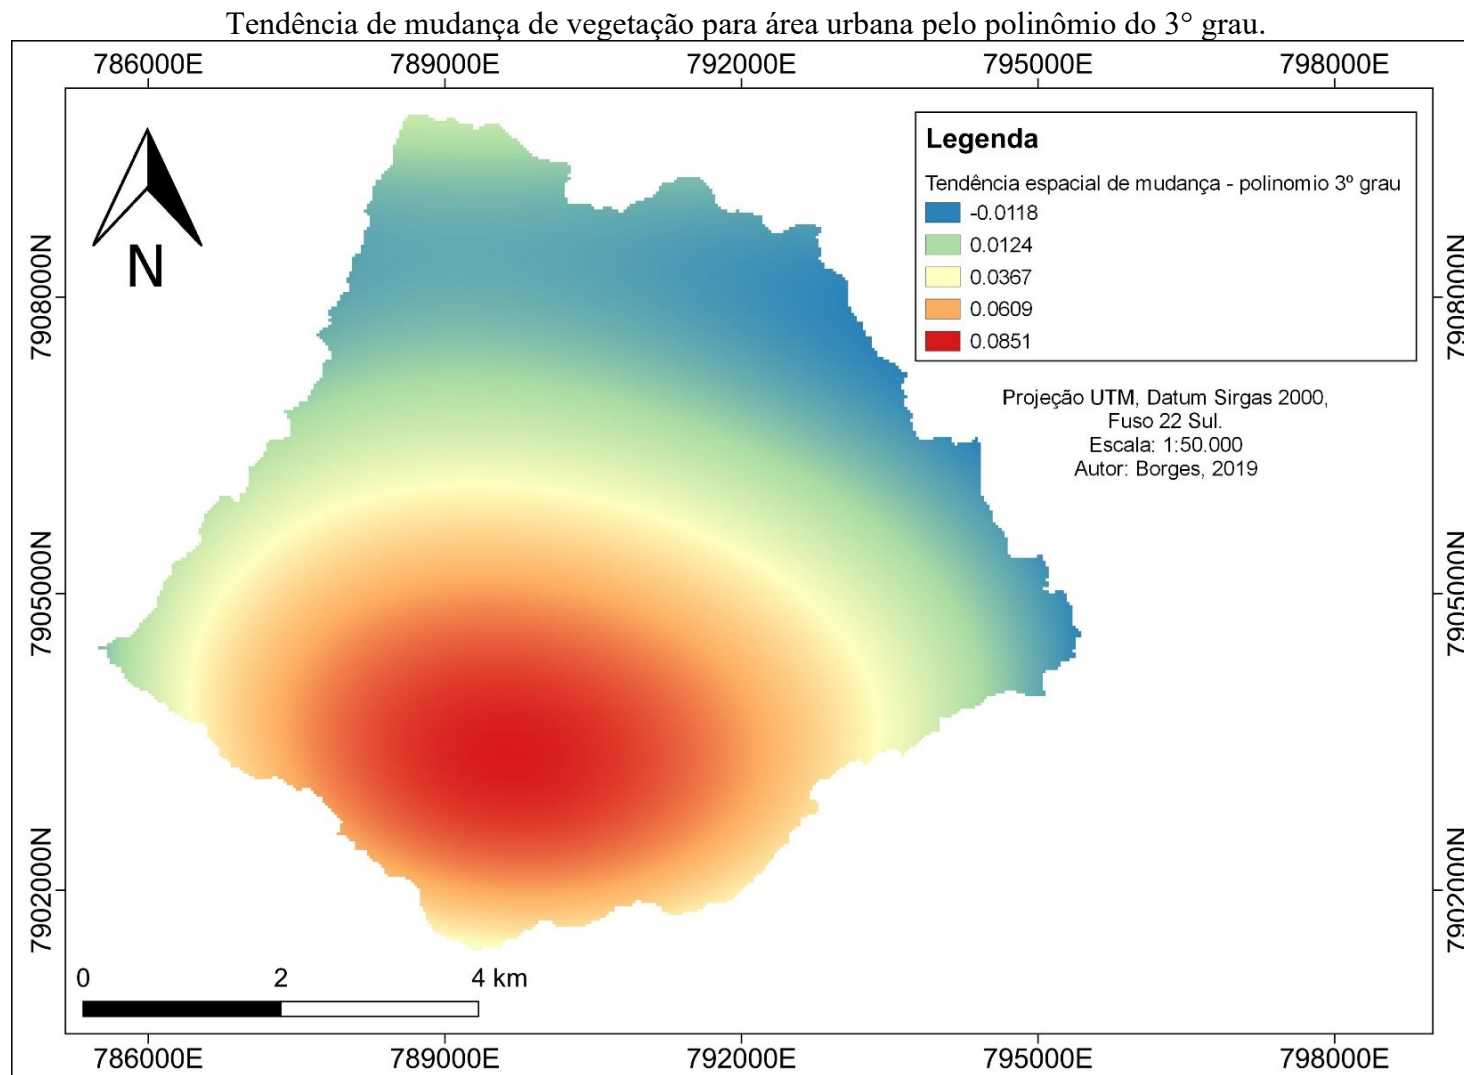 Tendência de mudança de vegetação para área urbana pelo polinômio do 3° grau.
786000E 789000E 792000E 795000E 798000E
N
Legenda
Tendência espacial de mudança - polinomio 3º grau
-0.0118
0.0124
0.0367
0.0609
0.0851
Projeção UTM, Datum Sirgas 2000,
Fuso 22 Sul.
Escala: 1:50.000
Autor: Borges, 2019
7908000N
7908000N
7905000N
7905000N
7902000N
7902000N
0 2 4 km
786000E 789000E 792000E 795000E 798000E